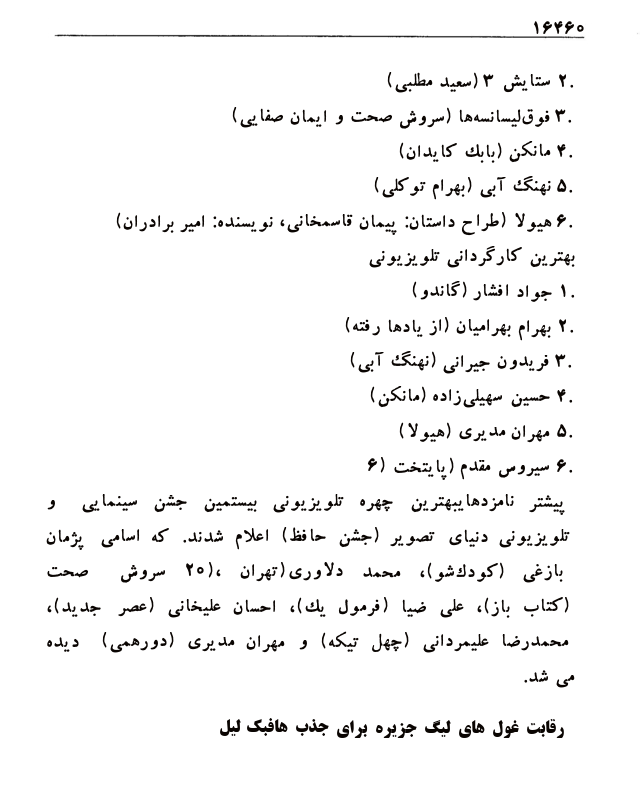 ۱۶۴۶۰
.۲ ستایش ۳ (سعید مطلبی)
.۳ فوق‌لیسانسه‌ها (سروش صحت و ایمان صفایی)
.۴ مانکن (بابك کایدان)
.۵ نهنگ آبی (بهرام توکلی)
.۶ هیولا (طراح داستان: پیمان قاسمخانی، نویسنده: امیر برادران)
بهترین کارگردانی تلویزیونی
.۱ جواد افشار (گاندو)
.۲ بهرام بهرامیان (از یادها رفته)
.۳ فریدون جیرانی (نهنگ آبی)
.۴ حسین سهیلی‌زاده (مانکن)
.۵ مهران مدیری (هیولا)
.۶ سیروس مقدم (پایتخت (۶
پیشتر نامزدهایبهترین چهره تلویزیونی بیستمین جشن سینمایی و
تلویزیونی دنیای تصویر (جشن حافظ) اعلام شدند. که اسامی پژمان
بازغی (کودك‌شو)، محمد دلاوری(تهران ،(۲۰ سروش صحت
(کتاب باز)، علی ضیا (فرمول یك)، احسان علیخانی (عصر جدید)،
محمدرضا علیمردانی (چهل تیکه) و مهران مدیری (دورهمی) دیده
می شد.
رقابت غول های لیگ جزیره برای جذب هافبک لیل